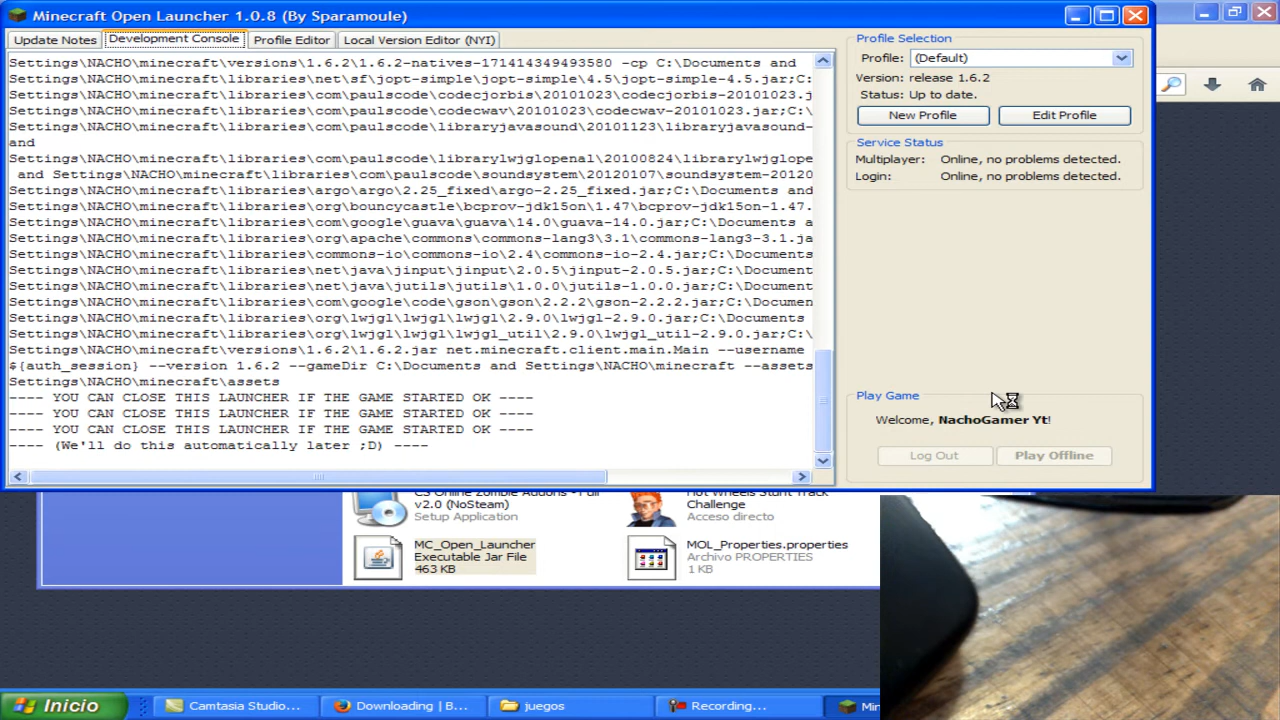 Minecraft Open Launcher 1.0.8 (By Sparamoule)
Update Notes
Development Console
Profile Editor
Local Version Editor (NYI)
Settings\NACHO\minecraft\versions\1.6.2\1.6.2-natives-171414349493580 -cp C:\Documents and
Settings\NACHO\minecraft\libraries\net\sf\jopt-simple\jopt-simple\4.5\jopt-simple-4.5.jar;C:
Settings\NACHO\minecraft\libraries\com\paulscode\codecjorbis\20101023\codecjorbis-20101023.j
Settings\NACHO\minecraft\libraries\com\paulscode\codecwav\20101023\codecwav-20101023.jar;C:\
Settings\NACHO\minecraft\libraries\com\paulscode\libraryjavasound\20101123\libraryjavasound-
and
Settings\NACHO\minecraft\libraries\com\paulscode\librarylwjglopenal\20100824\librarylwjglope
and Settings\NACHO\minecraft\libraries\com\paulscode\soundsystem\20120107\soundsystem-20120
Settings\NACHO\minecraft\libraries\argo\argo\2.25_fixed\argo-2.25_fixed.jar;C:\Documents and
Settings\NACHO\minecraft\libraries\org\bouncycastle\bcprov-jdk15on\1.47\bcprov-jdk15on-1.47.
Settings\NACHO\minecraft\libraries\com\google\guava\guava\14.0\guava-14.0.jar;C:\Documents
Settings\NACHO\minecraft\libraries\org\apache\commons\commons-lang3\3.1\commons-lang3-3.1.ja
Settings\NACHO\minecraft\libraries\commons-io\commons-io\2.4\commons-io-2.4.jar;C:\Documents
Settings\NACHO\minecraft\libraries\net\java\jinput\jinput\2.0.5\jinput-2.0.5.jar;C:\Document
Settings\NACHO\minecraft\libraries\net\java\jutils\jutils\1.0.0\jutils-1.0.0.jar;C:\Document
Settings\NACHO\minecraft\libraries\com\google\code\gson\gson\2.2.2\gson-2.2.2.jar;C:\Documen
Settings\NACHO\minecraft\libraries\org\lwjgl\lwjgl\lwjgl\2.9.0\lwjgl-2.9.0.jar;C:\Documents
Settings\NACHO\minecraft\libraries\org\lwjgl\lwjgl\lwjgl_util\2.9.0\lwjgl_util-2.9.0.jar;C:\
Settings\NACHO\minecraft\versions\1.6.2\1.6.2.jar net.minecraft.client.main.Main --username
${auth_session} --version 1.6.2 --gameDir C:\Documents and Settings\NACHO\minecraft --assets
Settings\NACHO\minecraft\assets
---- YOU CAN CLOSE THIS LAUNCHER IF THE GAME STARTED OK ----
---- YOU CAN CLOSE THIS LAUNCHER IF THE GAME STARTED OK ----
---- YOU CAN CLOSE THIS LAUNCHER IF THE GAME STARTED OK ----
---- (We'll do this automatically later ;D) ----
Profile Selection
Profile: (Default)
Version: release 1.6.2
Status: Up to date.
New Profile
Edit Profile
Service Status
Multiplayer: Online, no problems detected.
Login: Online, no problems detected.
Play Game
Welcome, NachoGamer Yt!
Log Out
Play Offline
CS Online Zombie Addons - Full
v2.0 (NoSteam)
Setup Application
Hot Wheels Stunt Track
Challenge
Acceso directo
MC_Open_Launcher
Executable Jar File
463 KB
MOL_Properties.properties
Archivo PROPERTIES
1 KB
Inicio
Camtasia Studio...
Downloading | B...
juegos
Recording...